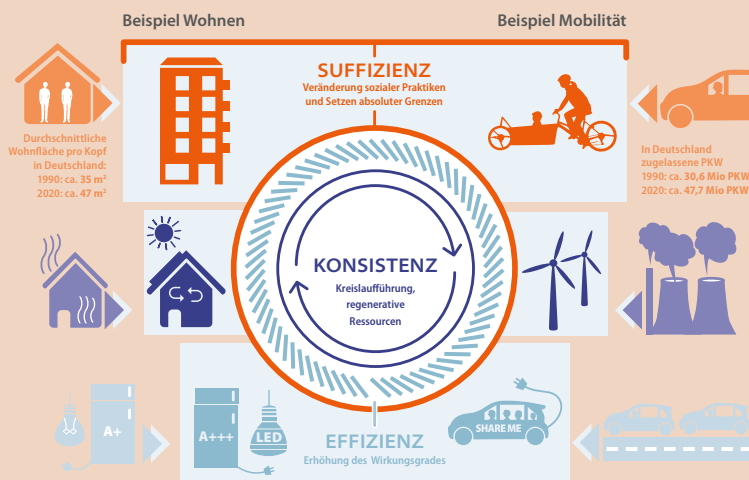 Beispiel Wohnen
Beispiel Mobilität
SUFFIZIENZ
Veränderung sozialer Praktiken
und Setzen absoluter Grenzen
Durchschnittliche
Wohnfläche pro Kopf
in Deutschland:
1990: ca. 35 m²
2020: ca. 47 m²
In Deutschland
zugelassene PKW
1990: ca. 30,6 Mio PKW
2020: ca. 47,7 Mio PKW
KONSISTENZ
Kreislaufführung,
regenerative
Ressourcen
A+
A+++
LED
EFFIZIENZ
Erhöhung des Wirkungsgrades
SHARE ME